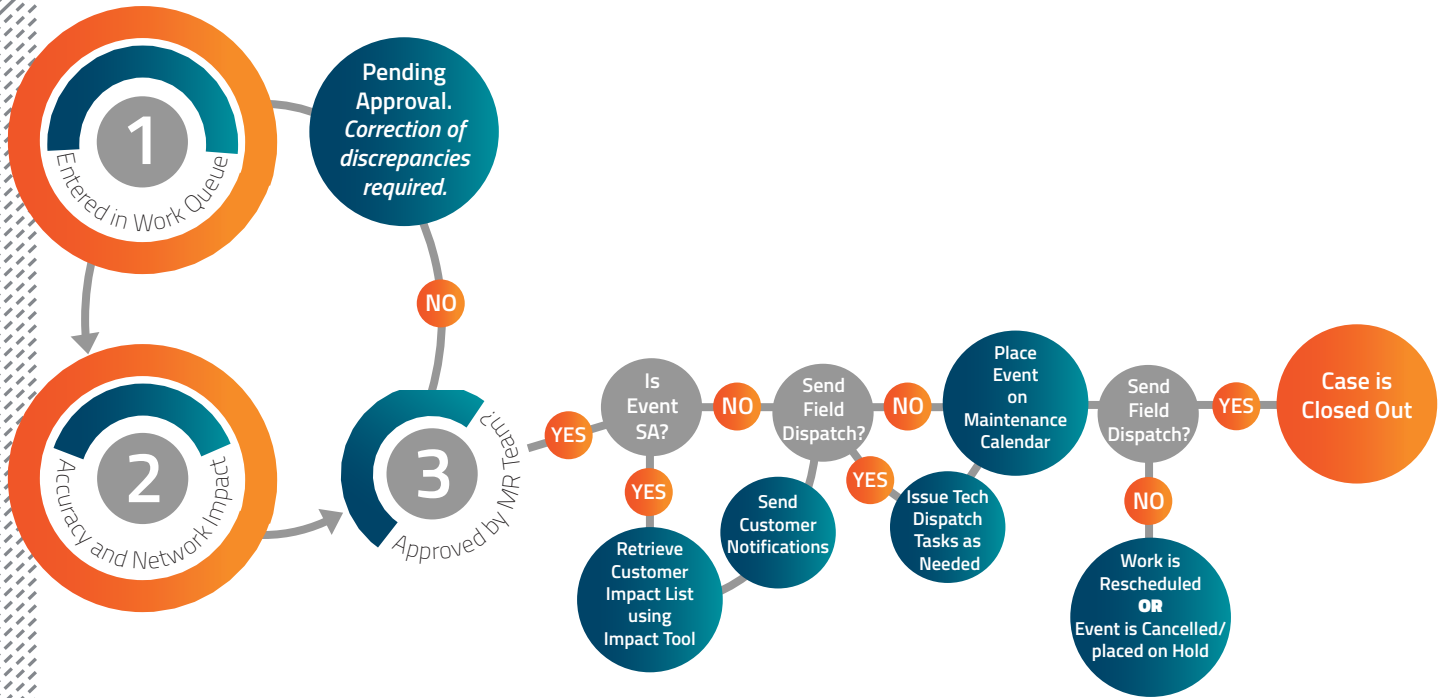 1
Entered in Work Queue
Pending
Approval.
Correction of
discrepancies
required.
NO
2
Accuracy and Network Impact
3
Approved by MR Team?
YES
Is
Event
SA?
NO
YES
Retrieve
Customer
Impact List
using
Impact Tool
Send
Customer
Notifications
Send
Field
Dispatch?
NO
YES
Issue Tech
Dispatch
Tasks as
Needed
Place
Event
on
Maintenance
Calendar
Send
Field
Dispatch?
YES
NO
Work is
Rescheduled
OR
Event is Cancelled/
placed on Hold
Case is
Closed Out